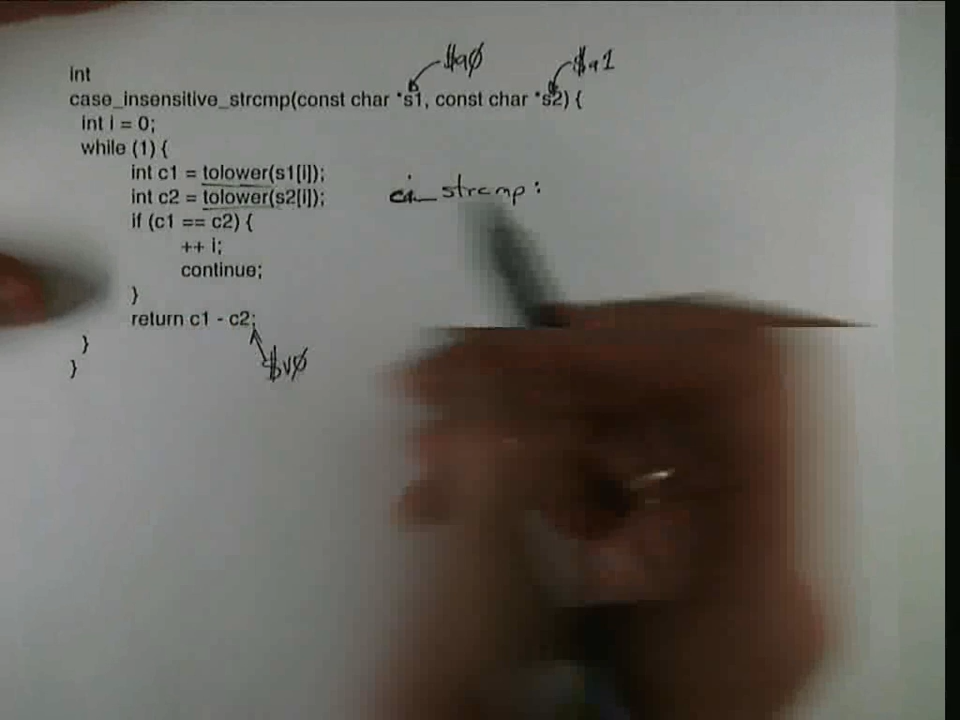 $a0
$a1
int
case_insensitive_strcmp(const char *s1, const char *s2) {
int i = 0;
while (1) {
int c1 = tolower(s1[i]);
int c2 = tolower(s2[i]);
ci_strcmp:
if (c1 == c2) {
++ i;
continue;
}
return c1 - c2;
}
$v0
}